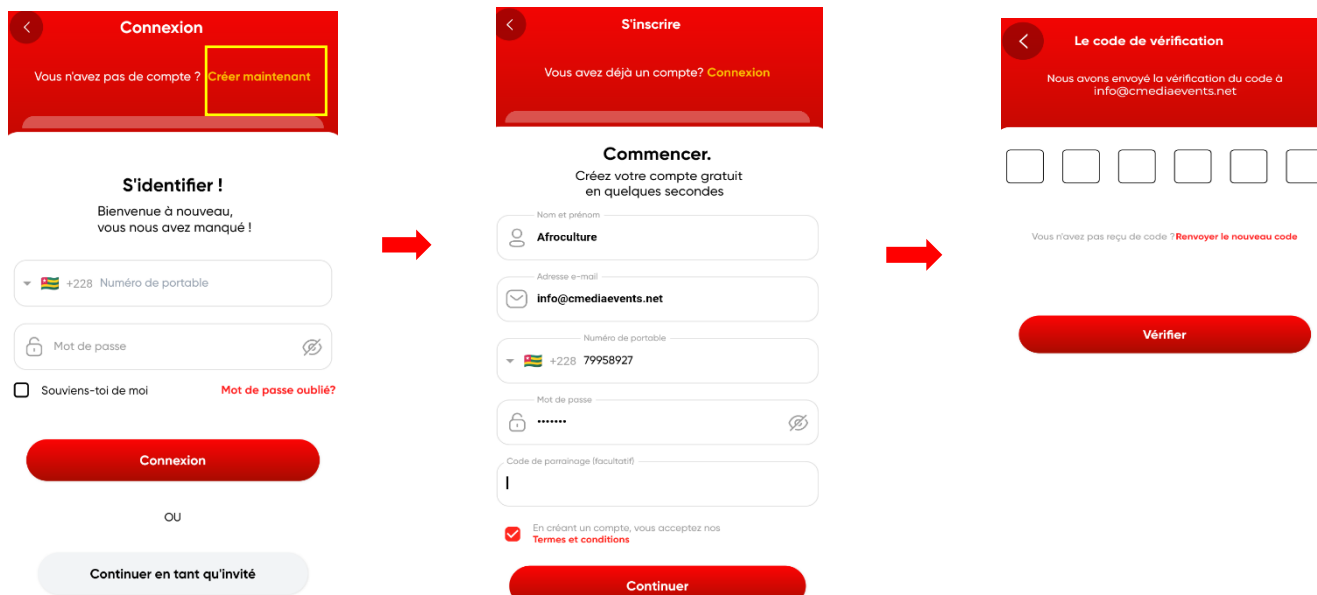 Connexion
Vous n'avez pas de compte ? Créer maintenant
S'identifier !
Bienvenue à nouveau,
vous nous avez manqué !
+228 Numéro de portable
Mot de passe
Souviens-toi de moi Mot de passe oublié?
Connexion
OU
Continuer en tant qu'invité
S'inscrire
Vous avez déjà un compte? Connexion
Commencer.
Créez votre compte gratuit
en quelques secondes
Nom et prénom
Afroculture
Adresse e-mail
info@cmediaevents.net
Numéro de portable
+228 79958927
Mot de passe
•••••••
Code de parrainage (facultatif)
En créant un compte, vous acceptez nos
Termes et conditions
Continuer
Le code de vérification
Nous avons envoyé la vérification du code à
info@cmediaevents.net
Vous n'avez pas reçu de code ?Renvoyer le nouveau code
Vérifier